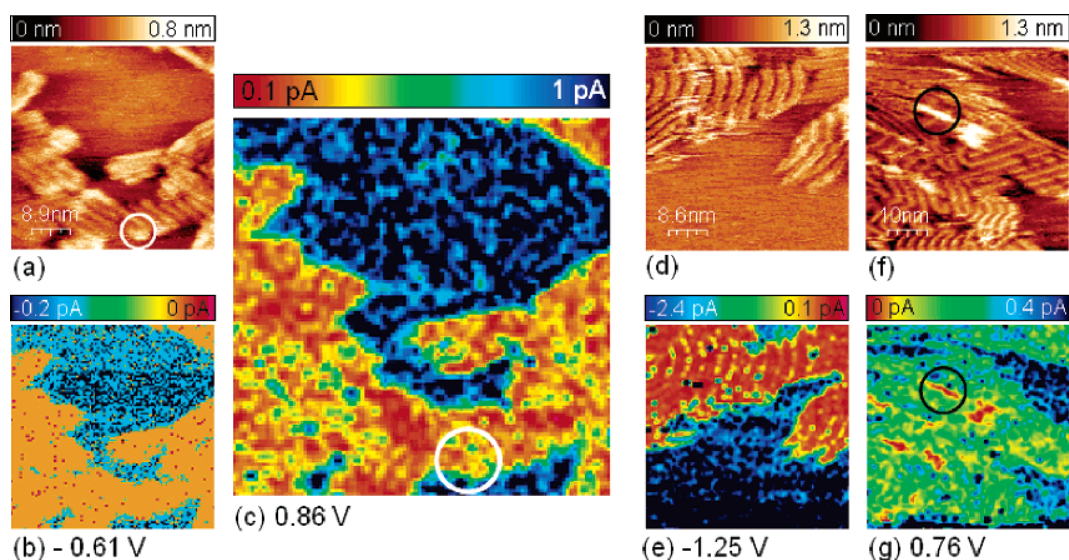 0 nm 0.8 nm
8.9nm
(a)
-0.2 pA 0 pA
(b) - 0.61 V
0.1 pA 1 pA
(c) 0.86 V
0 nm 1.3 nm
8.6nm
(d)
-2.4 pA 0.1 pA
(e) -1.25 V
0 nm 1.3 nm
10nm
(f)
0 pA 0.4 pA
(g) 0.76 V